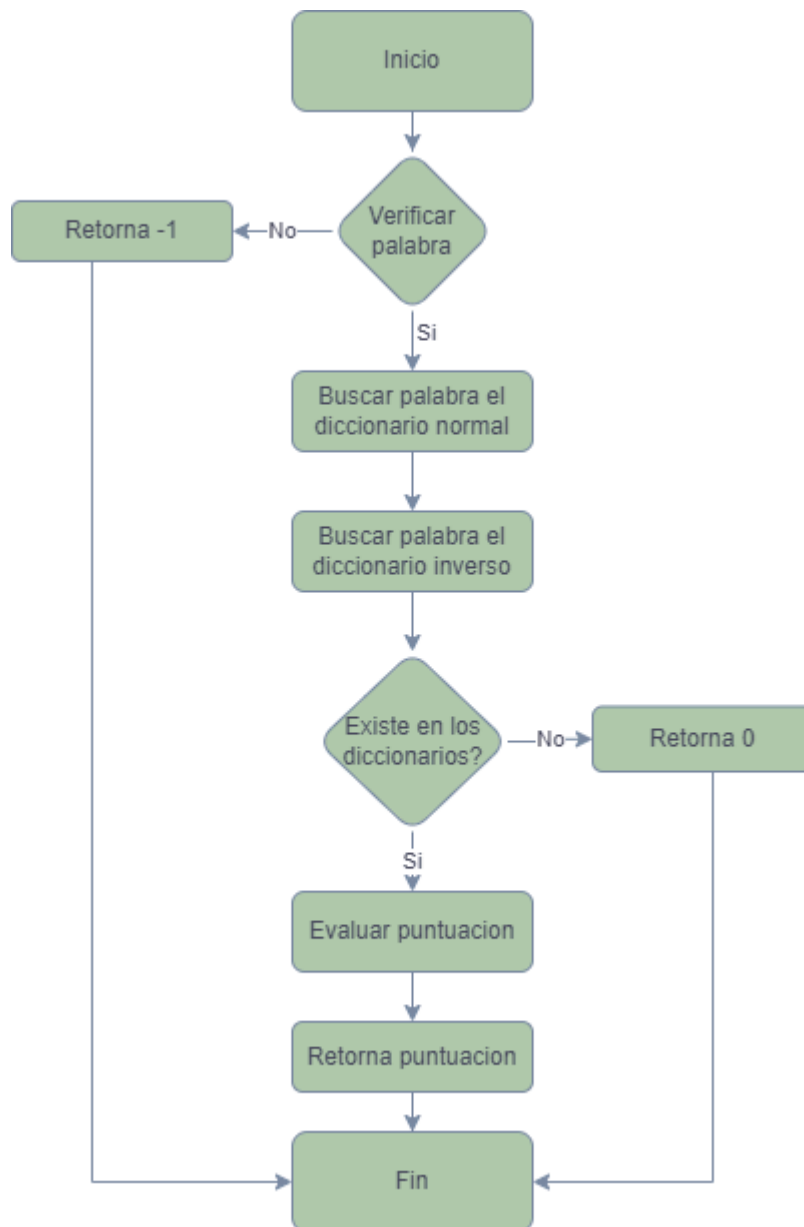 Inicio
Verificar
palabra
No
Retorna -1
Si
Buscar palabra el
diccionario normal
Buscar palabra el
diccionario inverso
Existe en los
diccionarios?
No
Retorna 0
Si
Evaluar puntuacion
Retorna puntuacion
Fin